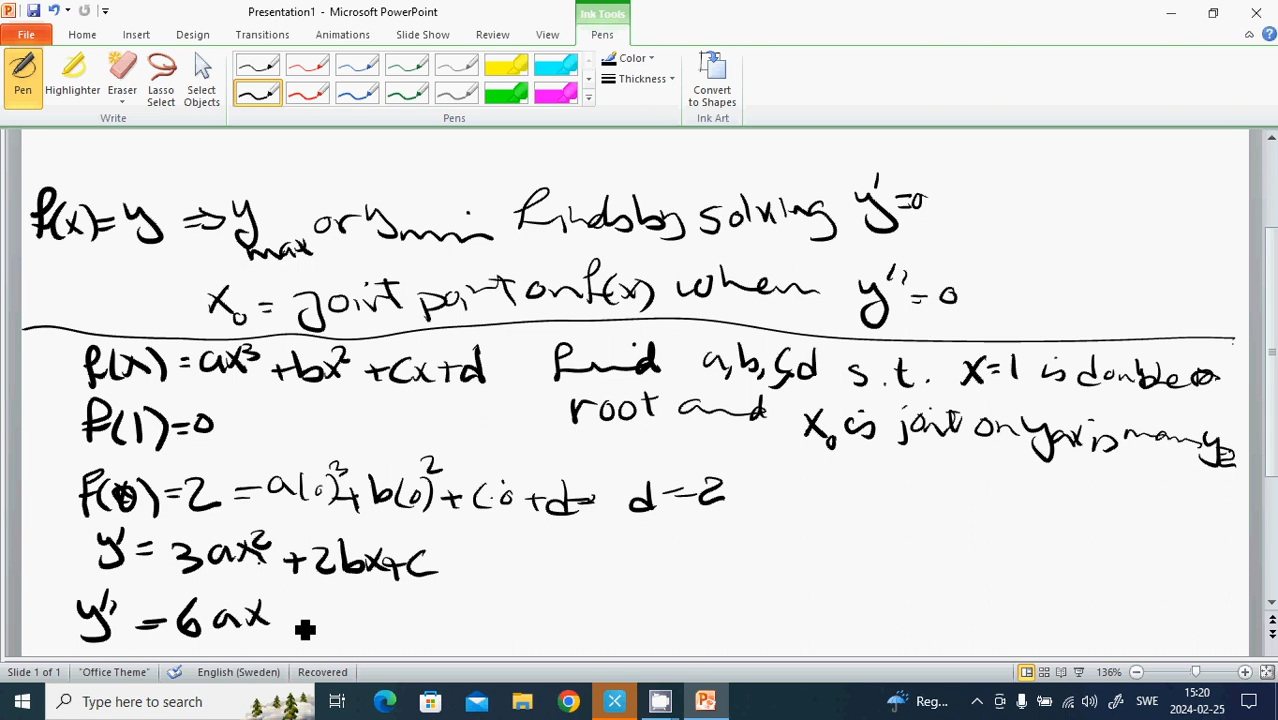 Presentation1 - Microsoft PowerPoint
Ink Tools
File Home Insert Design Transitions Animations Slide Show Review View Pens
Pen Highlighter Eraser Lasso Select Select Objects
Color Thickness
Convert to Shapes
Write Pens Ink Art
f(x)=y ⇒ y max or y min finds by solving y'=0
x₀ = joint point on f(x) when y''=0
f(x) = ax³ + bx² + cx + d find a, b, c, d s.t. x=1 is double
root and x₀ is joint on y axis
f(1)=0
f(0) = 2 = a(0)³ + b(0)² + c·0 + d d = 2
y' = 3ax² + 2bx + c
y'' = 6ax
Slide 1 of 1 "Office Theme" English (Sweden) Recovered 136%
Type here to search
Reg...
SWE
15:20
2024-02-25